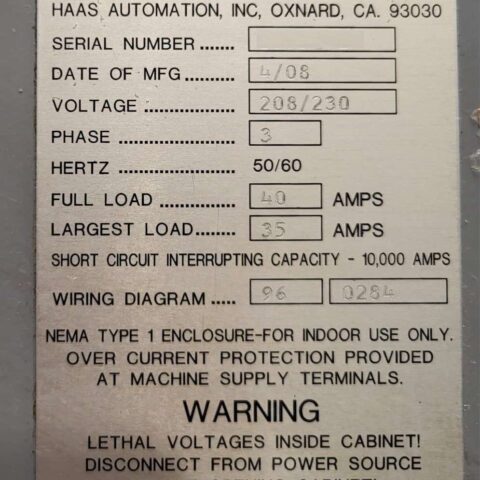 HAAS AUTOMATION, INC, OXNARD, CA. 93030
SERIAL NUMBER .......
DATE OF MFG .......... 4/08
VOLTAGE ................. 208/230
PHASE ..................... 3
HERTZ ..................... 50/60
FULL LOAD ............. 40 AMPS
LARGEST LOAD....... 35 AMPS
SHORT CIRCUIT INTERRUPTING CAPACITY - 10,000 AMPS
WIRING DIAGRAM ..... 96 0284
NEMA TYPE 1 ENCLOSURE-FOR INDOOR USE ONLY.
OVER CURRENT PROTECTION PROVIDED
AT MACHINE SUPPLY TERMINALS.
WARNING
LETHAL VOLTAGES INSIDE CABINET!
DISCONNECT FROM POWER SOURCE